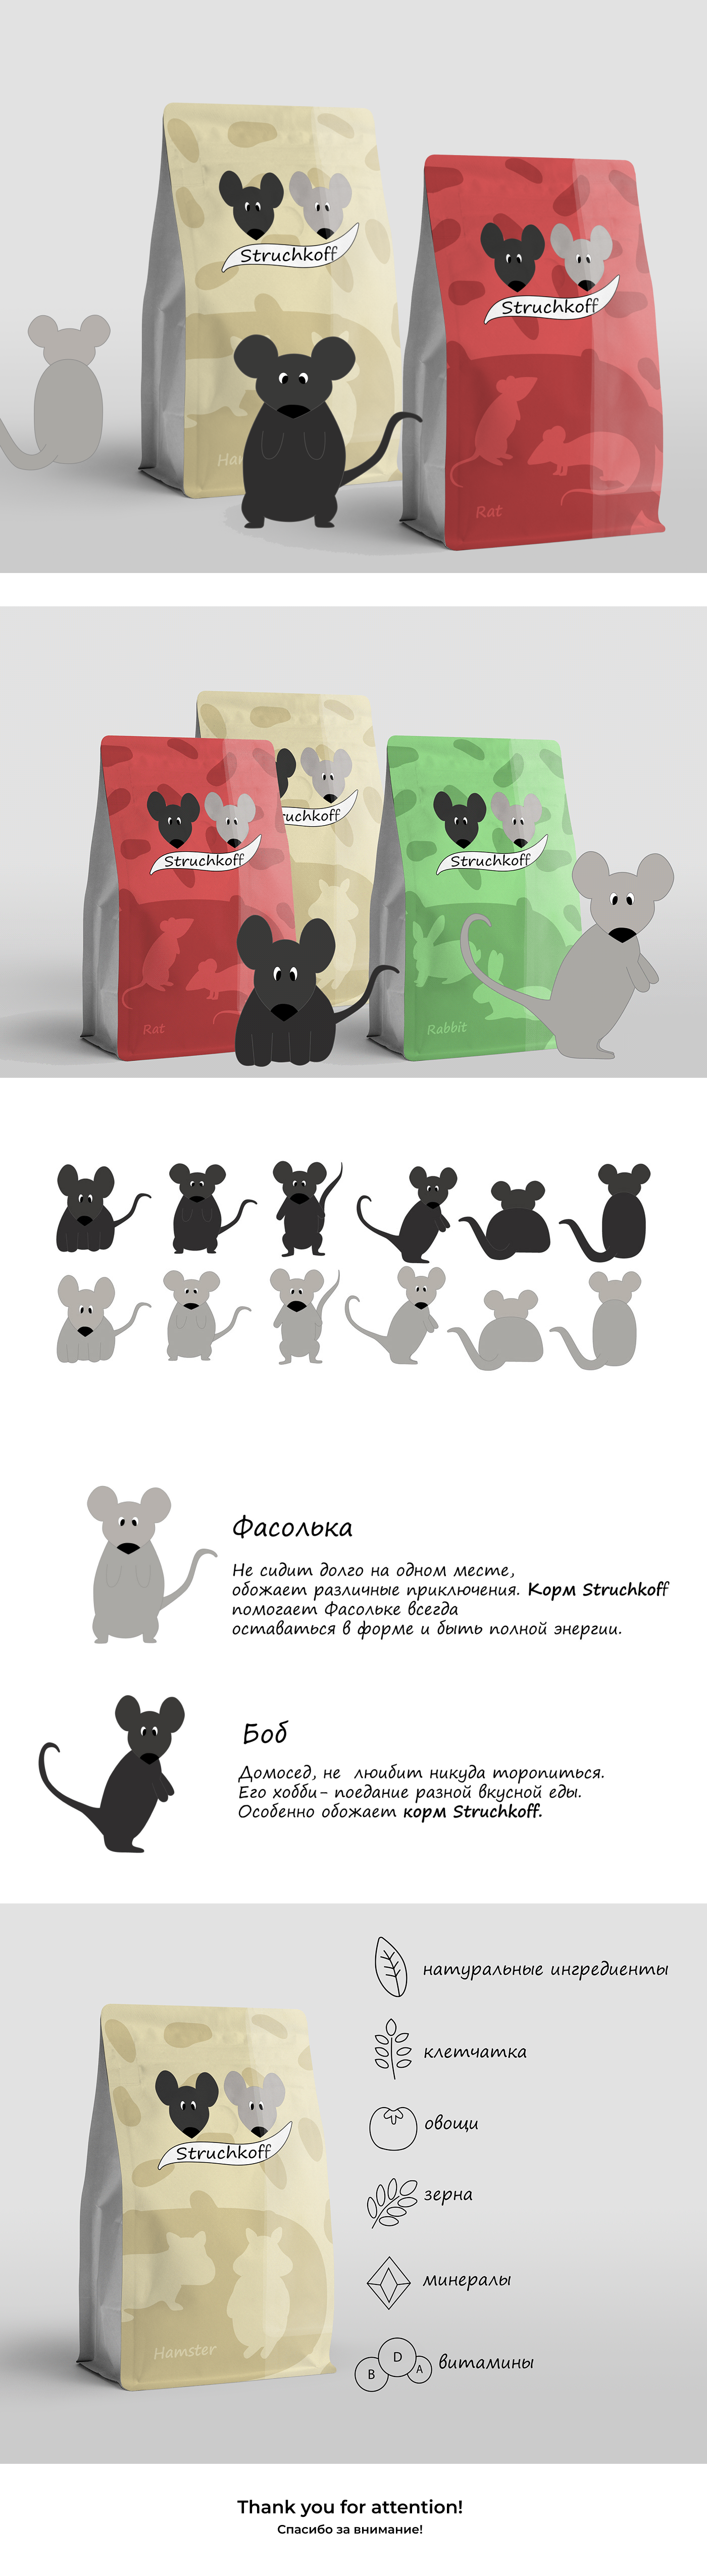 Struchkoff
Struchkoff
Rat
ruchkoff
Struchkoff
Struchkoff
Rat
Rabbit
Фасолька
Не сидит долго на одном месте,
обожает различные приключения. Корм Struchkoff
помогает Фасольке всегда
оставаться в форме и быть полной энергии.
Боб
Домосед, не любит никуда торопиться.
Его хобби- поедание разной вкусной еды.
Особенно обожает корм Struchkoff.
натуральные ингредиенты
клетчатка
овощи
Struchkoff
зерна
минералы
Hamster
витамины
B D A
Thank you for attention!
Спасибо за внимание!